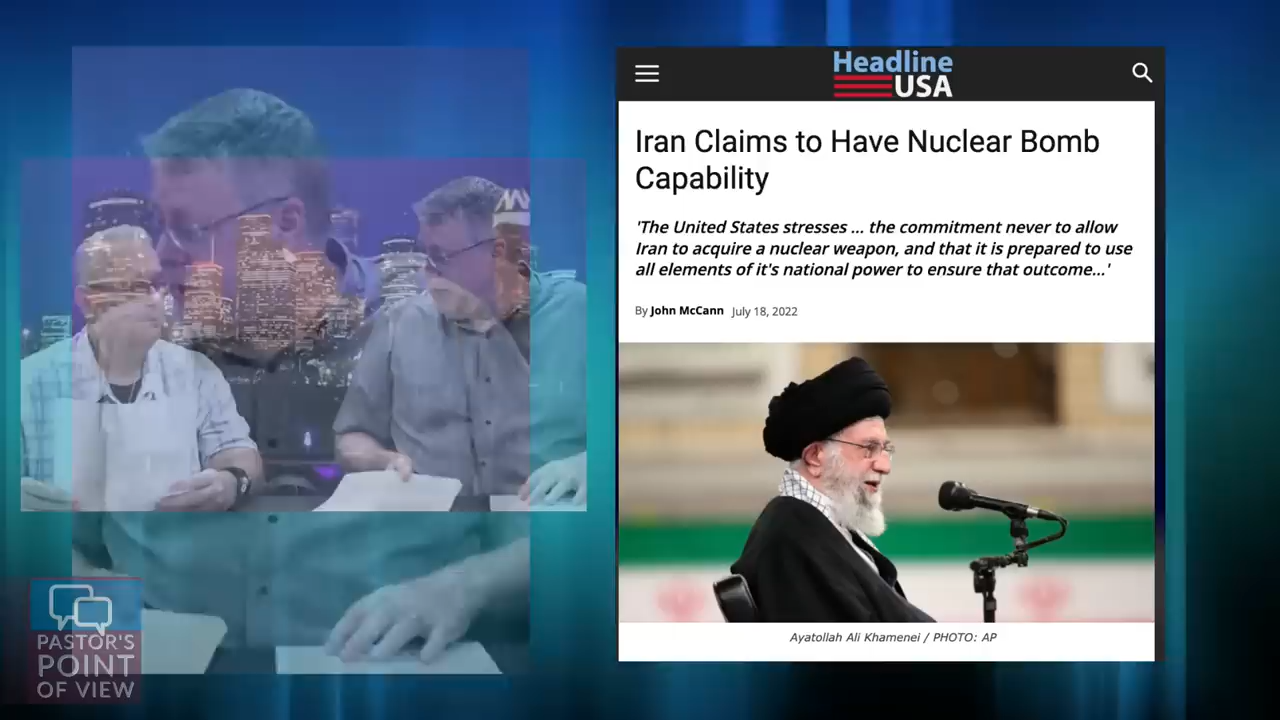 Headline
USA
Iran Claims to Have Nuclear Bomb
Capability
'The United States stresses ... the commitment never to allow
Iran to acquire a nuclear weapon, and that it is prepared to use
all elements of it's national power to ensure that outcome...'
By John McCann July 18, 2022
Ayatollah Ali Khamenei / PHOTO: AP
PASTOR'S
POINT
OF VIEW